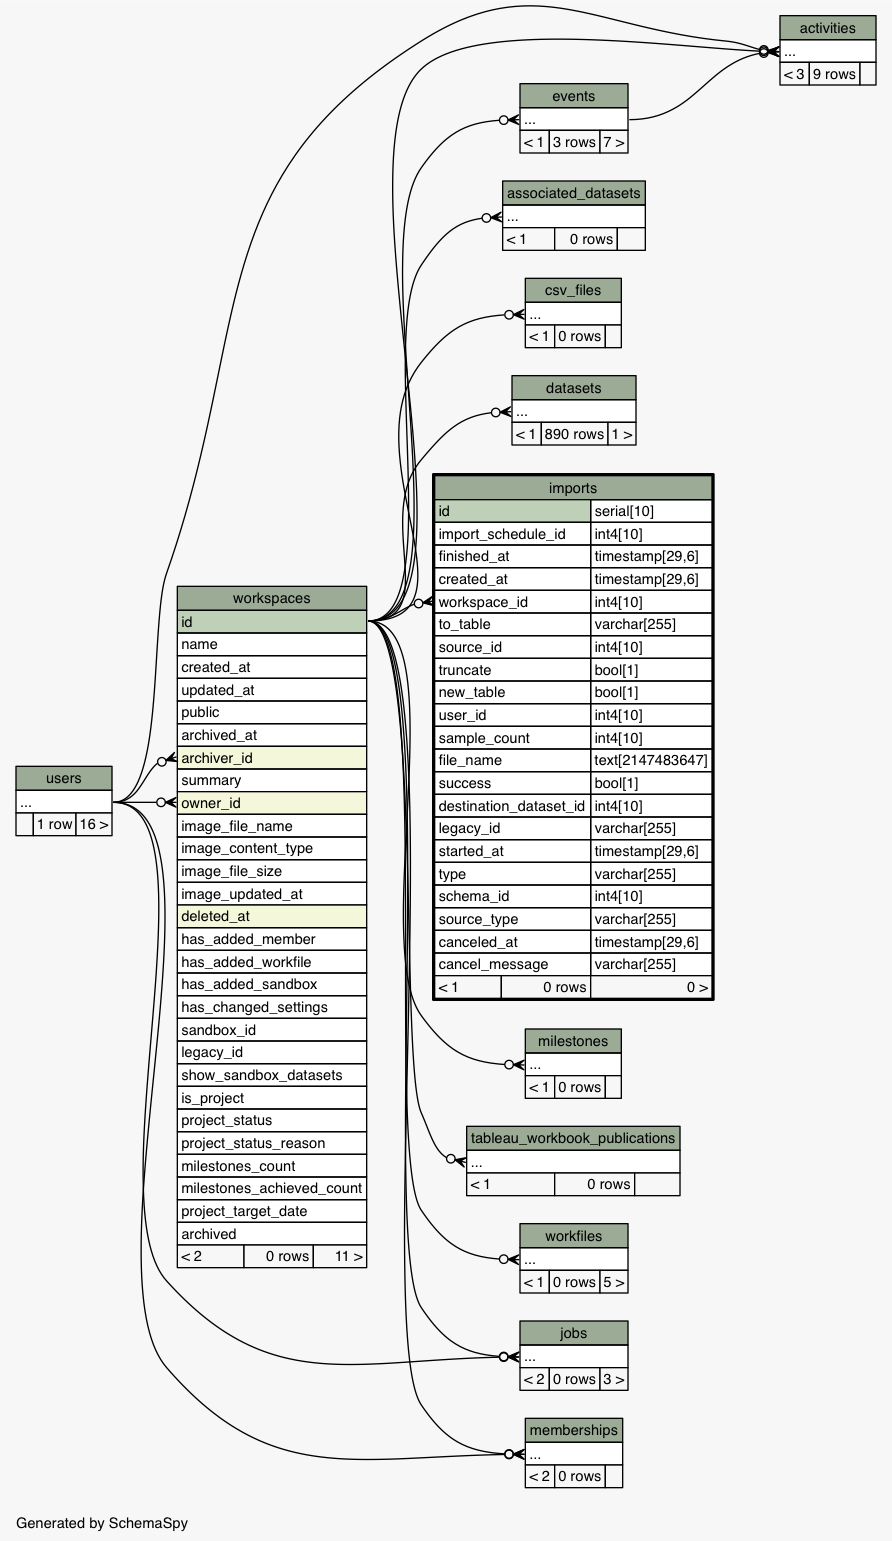 activities
...
< 3 9 rows
events
...
< 1 3 rows 7 >
associated_datasets
...
< 1 0 rows
csv_files
...
< 1 0 rows
datasets
...
< 1 890 rows 1 >
imports
id serial[10]
import_schedule_id int4[10]
finished_at timestamp[29,6]
created_at timestamp[29,6]
workspace_id int4[10]
to_table varchar[255]
source_id int4[10]
truncate bool[1]
new_table bool[1]
user_id int4[10]
sample_count int4[10]
file_name text[2147483647]
success bool[1]
destination_dataset_id int4[10]
legacy_id varchar[255]
started_at timestamp[29,6]
type varchar[255]
schema_id int4[10]
source_type varchar[255]
canceled_at timestamp[29,6]
cancel_message varchar[255]
< 1 0 rows 0 >
workspaces
id
name
created_at
updated_at
public
archived_at
archiver_id
summary
owner_id
image_file_name
image_content_type
image_file_size
image_updated_at
deleted_at
has_added_member
has_added_workfile
has_added_sandbox
has_changed_settings
sandbox_id
legacy_id
show_sandbox_datasets
is_project
project_status
project_status_reason
milestones_count
milestones_achieved_count
project_target_date
archived
< 2 0 rows 11 >
users
...
1 row 16 >
milestones
...
< 1 0 rows
tableau_workbook_publications
...
< 1 0 rows
workfiles
...
< 1 0 rows 5 >
jobs
...
< 2 0 rows 3 >
memberships
...
< 2 0 rows
Generated by SchemaSpy